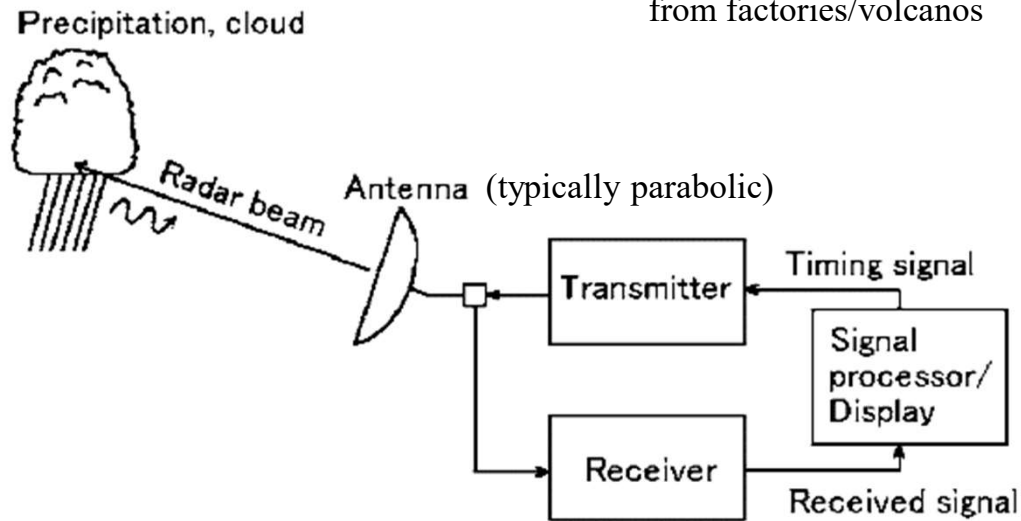 from factories/volcanos
Precipitation, cloud
Radar beam
Antenna (typically parabolic)
Transmitter
Timing signal
Signal
processor/
Display
Receiver
Received signal